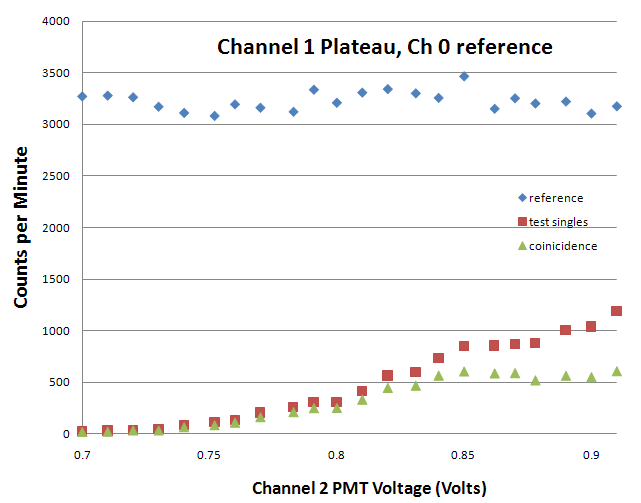 Channel 1 Plateau, Ch 0 reference
Counts per Minute
4000
3500
3000
2500
2000
1500
1000
500
0
reference
test singles
coinicidence
0.7
0.75
0.8
0.85
0.9
Channel 2 PMT Voltage (Volts)